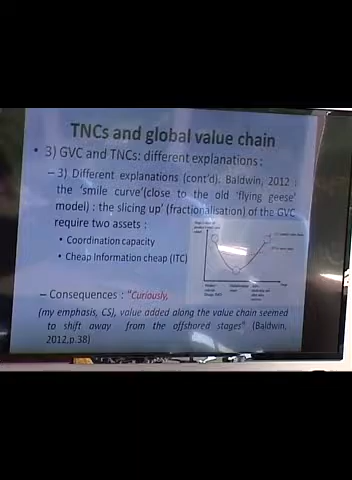 TNCs and global value chain
• 3) GVC and TNCs: different explanations :
– 3) Different explanations (cont'd). Baldwin, 2012 :
the 'smile curve'(close to the old 'flying geese'
model) : the slicing up' (fractionalisation) of the GVC
require two assets :
• Coordination capacity
• Cheap Information cheap (ITC)
– Consequences : "Curiously,
(my emphasis, CS), value added along the value chain seemed
to shift away from the offshored stages" (Baldwin,
2012,p.38)